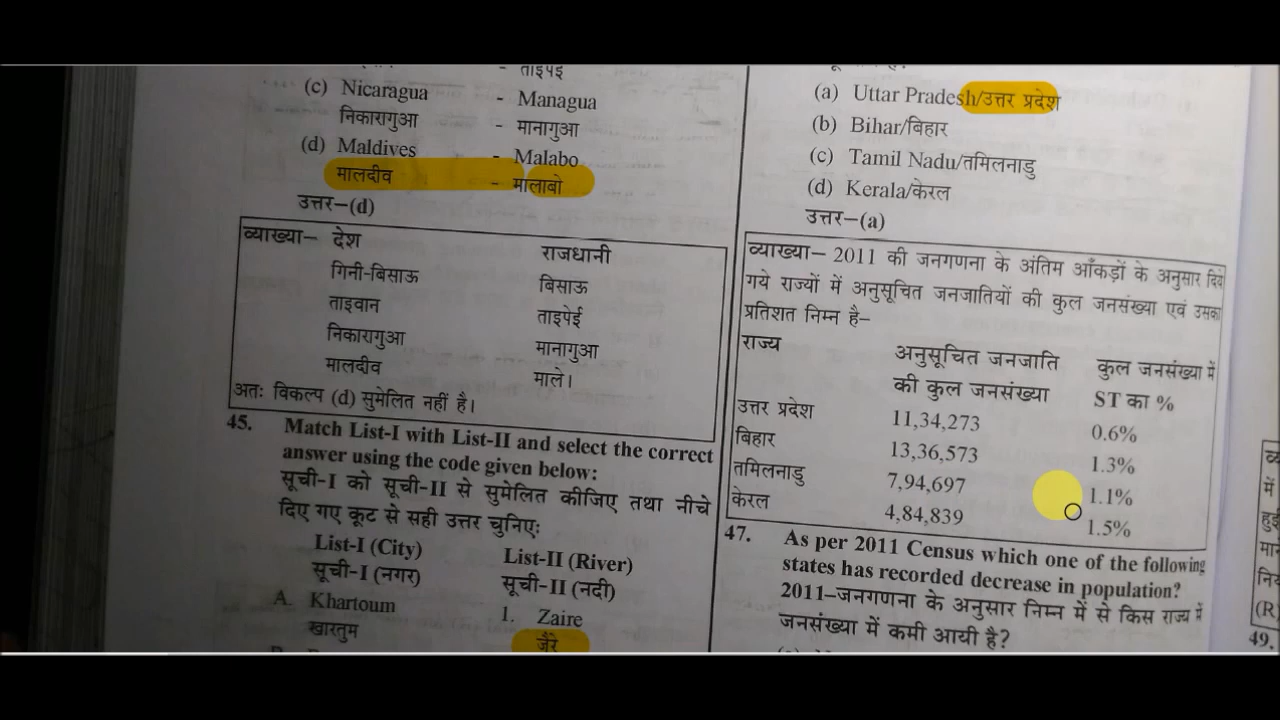 ताइपेई
(c) Nicaragua - Managua
निकारागुआ - मानागुआ
(d) Maldives - Malabo
मालदीव - मालाबो
उत्तर–(d)
व्याख्या– देश राजधानी
गिनी-बिसाऊ बिसाऊ
ताइवान ताइपेई
निकारागुआ मानागुआ
मालदीव माले।
अतः विकल्प (d) सुमेलित नहीं है।
45. Match List-I with List-II and select the correct
answer using the code given below:
सूची-I को सूची-II से सुमेलित कीजिए तथा नीचे
दिए गए कूट से सही उत्तर चुनिएः
List-I (City) List-II (River)
सूची-I (नगर) सूची-II (नदी)
A. Khartoum 1. Zaire
खारतुम जैरे
(a) Uttar Pradesh/उत्तर प्रदेश
(b) Bihar/बिहार
(c) Tamil Nadu/तमिलनाडु
(d) Kerala/केरल
उत्तर–(a)
व्याख्या– 2011 की जनगणना के अंतिम आँकड़ों के अनुसार दिये
गये राज्यों में अनुसूचित जनजातियों की कुल जनसंख्या एवं उसका
प्रतिशत निम्न है–
राज्य अनुसूचित जनजाति कुल जनसंख्या में
की कुल जनसंख्या ST का %
उत्तर प्रदेश 11,34,273 0.6%
बिहार 13,36,573 1.3%
तमिलनाडु 7,94,697 1.1%
केरल 4,84,839 1.5%
47. As per 2011 Census which one of the following
states has recorded decrease in population?
2011–जनगणना के अनुसार निम्न में से किस राज्य में
जनसंख्या में कमी आयी है?
में
49.